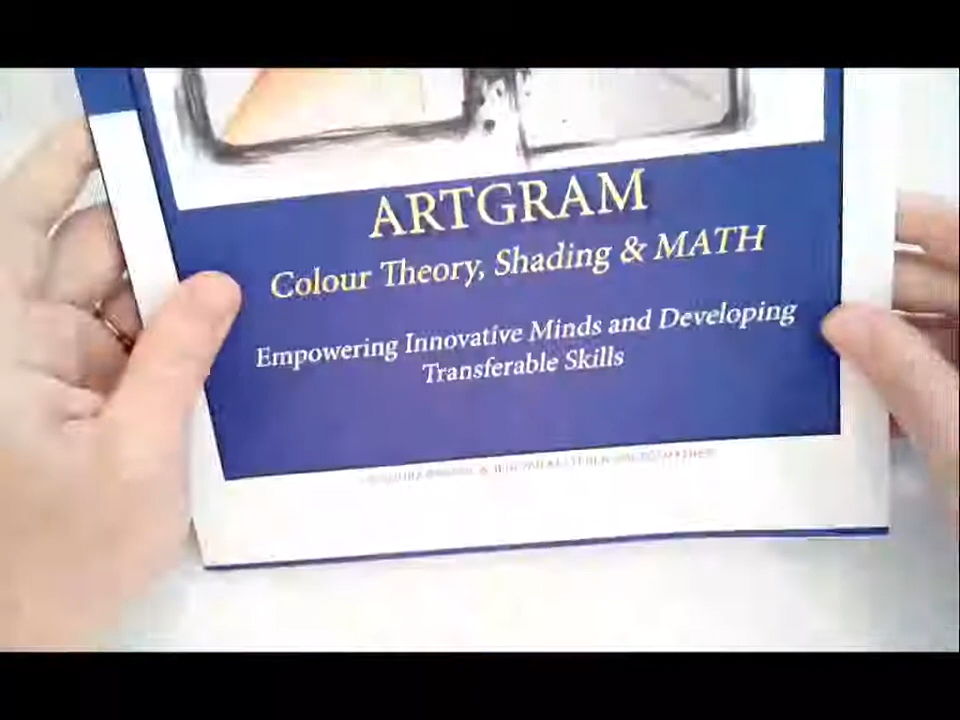 ARTGRAM
Colour Theory, Shading & MATH
Empowering Innovative Minds and Developing
Transferable Skills